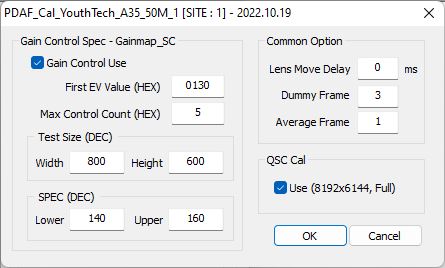 PDAF_Cal_YouthTech_A35_50M_1 [SITE : 1] - 2022.10.19
Gain Control Spec - Gainmap_SC
Gain Control Use
First EV Value (HEX) 0130
Max Control Count (HEX) 5
Test Size (DEC)
Width 800 Height 600
SPEC (DEC)
Lower 140 Upper 160
Common Option
Lens Move Delay 0 ms
Dummy Frame 3
Average Frame 1
QSC Cal
Use (8192x6144, Full)
OK Cancel